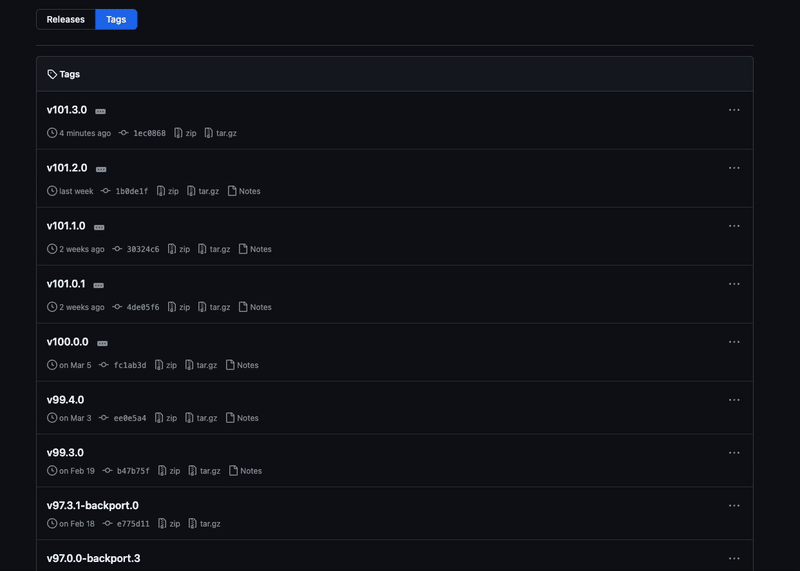 Releases Tags
Tags
v101.3.0
4 minutes ago 1ec0868 zip tar.gz
v101.2.0
last week 1b0de1f zip tar.gz Notes
v101.1.0
2 weeks ago 30324c6 zip tar.gz Notes
v101.0.1
2 weeks ago 4de05f6 zip tar.gz Notes
v100.0.0
on Mar 5 fc1ab3d zip tar.gz Notes
v99.4.0
on Mar 3 ee0e5a4 zip tar.gz Notes
v99.3.0
on Feb 19 b47b75f zip tar.gz Notes
v97.3.1-backport.0
on Feb 18 e775d11 zip tar.gz
v97.0.0-backport.3